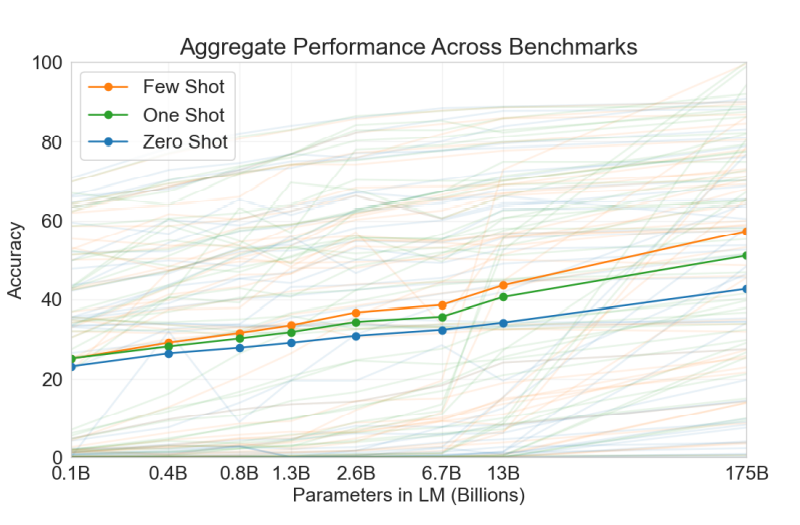 Aggregate Performance Across Benchmarks
100
80
60
40
20
0
Accuracy
Few Shot
One Shot
Zero Shot
0.1B 0.4B 0.8B 1.3B 2.6B 6.7B 13B 175B
Parameters in LM (Billions)